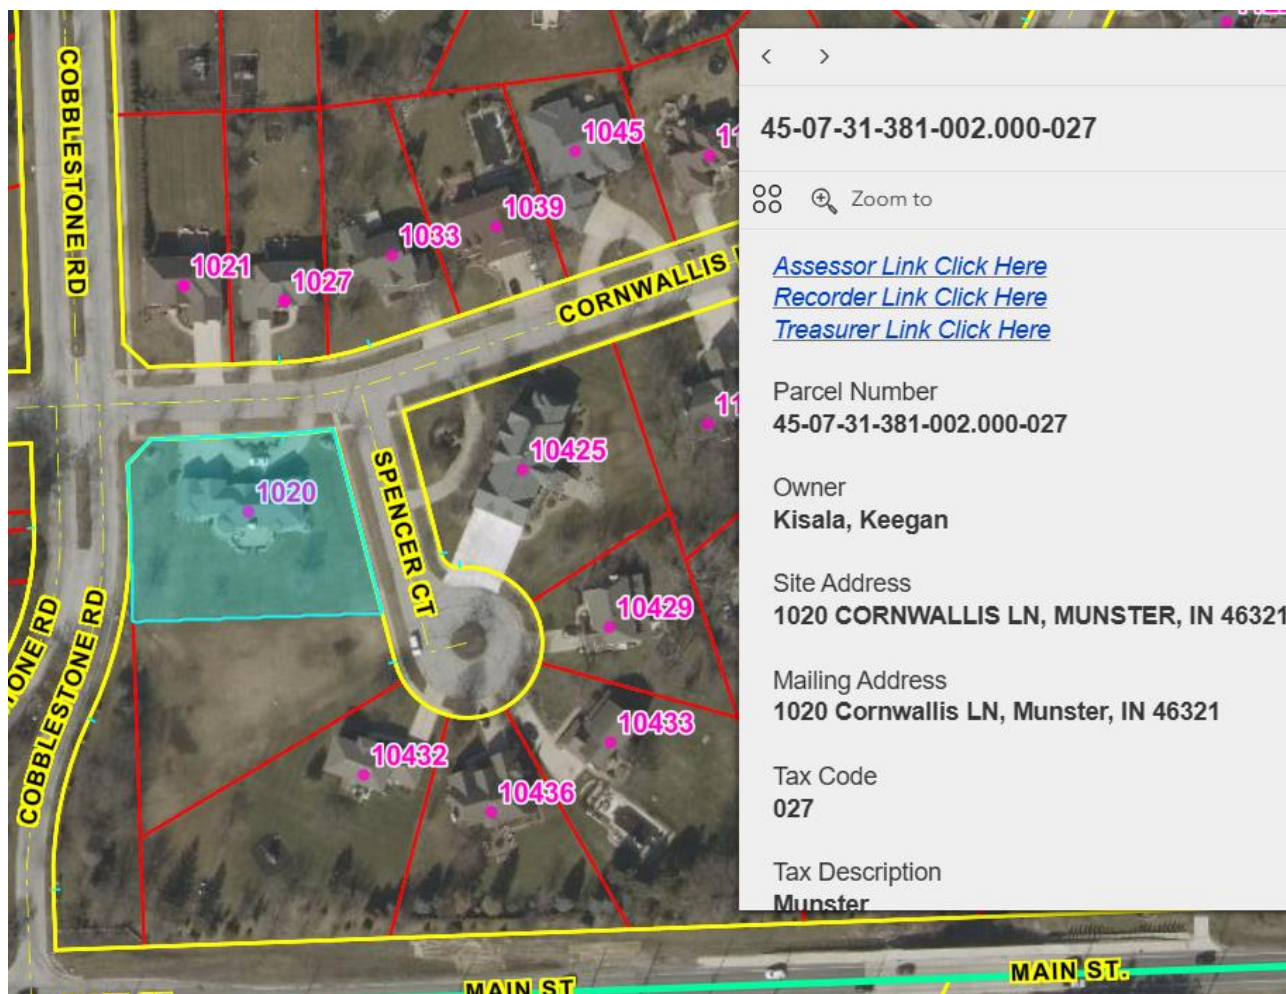 COBBLESTONE RD
1021
1027
1033
1039
1045
CORNWALLIS
1020
SPENCER CT
10425
10429
10433
10432
10436
COBBLESTONE RD
MAIN ST
MAIN ST.
45-07-31-381-002.000-027
Zoom to
Assessor Link Click Here
Recorder Link Click Here
Treasurer Link Click Here
Parcel Number
45-07-31-381-002.000-027
Owner
Kisala, Keegan
Site Address
1020 CORNWALLIS LN, MUNSTER, IN 46321
Mailing Address
1020 Cornwallis LN, Munster, IN 46321
Tax Code
027
Tax Description
Munster